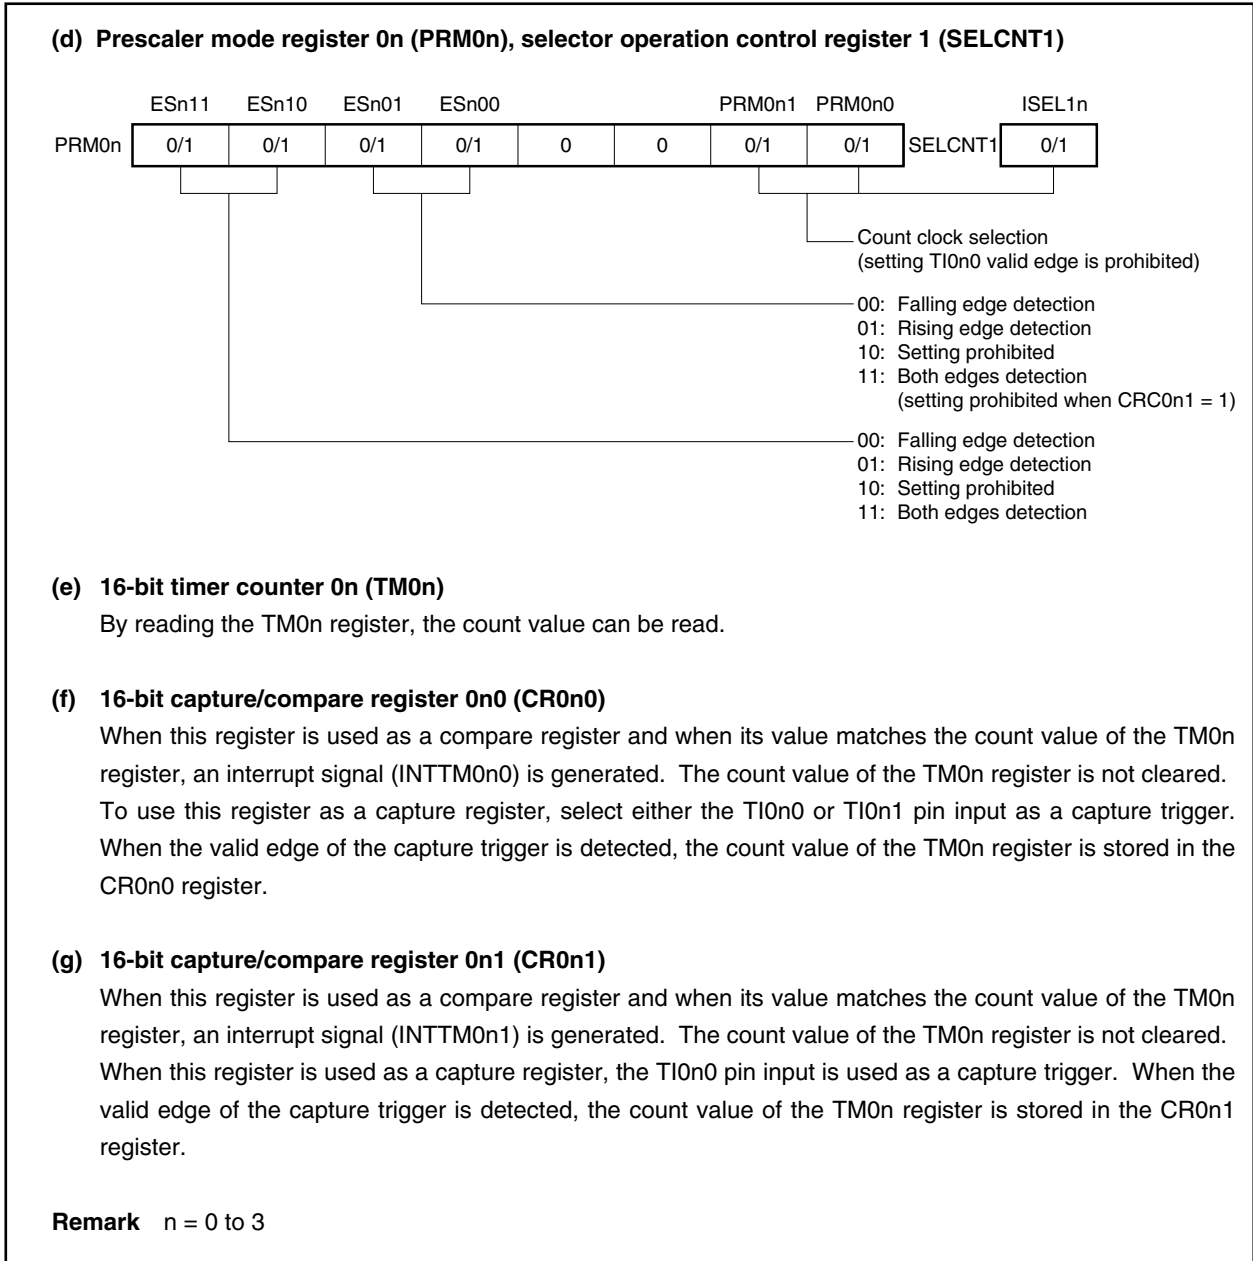 (d) Prescaler mode register 0n (PRM0n), selector operation control register 1 (SELCNT1)
ESn11 ESn10 ESn01 ESn00 PRM0n1 PRM0n0 ISEL1n
PRM0n 0/1 0/1 0/1 0/1 0 0 0/1 0/1 SELCNT1 0/1
Count clock selection
(setting TI0n0 valid edge is prohibited)
00: Falling edge detection
01: Rising edge detection
10: Setting prohibited
11: Both edges detection
(setting prohibited when CRC0n1 = 1)
00: Falling edge detection
01: Rising edge detection
10: Setting prohibited
11: Both edges detection
(e) 16-bit timer counter 0n (TM0n)
By reading the TM0n register, the count value can be read.
(f) 16-bit capture/compare register 0n0 (CR0n0)
When this register is used as a compare register and when its value matches the count value of the TM0n
register, an interrupt signal (INTTM0n0) is generated. The count value of the TM0n register is not cleared.
To use this register as a capture register, select either the TI0n0 or TI0n1 pin input as a capture trigger.
When the valid edge of the capture trigger is detected, the count value of the TM0n register is stored in the
CR0n0 register.
(g) 16-bit capture/compare register 0n1 (CR0n1)
When this register is used as a compare register and when its value matches the count value of the TM0n
register, an interrupt signal (INTTM0n1) is generated. The count value of the TM0n register is not cleared.
When this register is used as a capture register, the TI0n0 pin input is used as a capture trigger. When the
valid edge of the capture trigger is detected, the count value of the TM0n register is stored in the CR0n1
register.
Remark n = 0 to 3